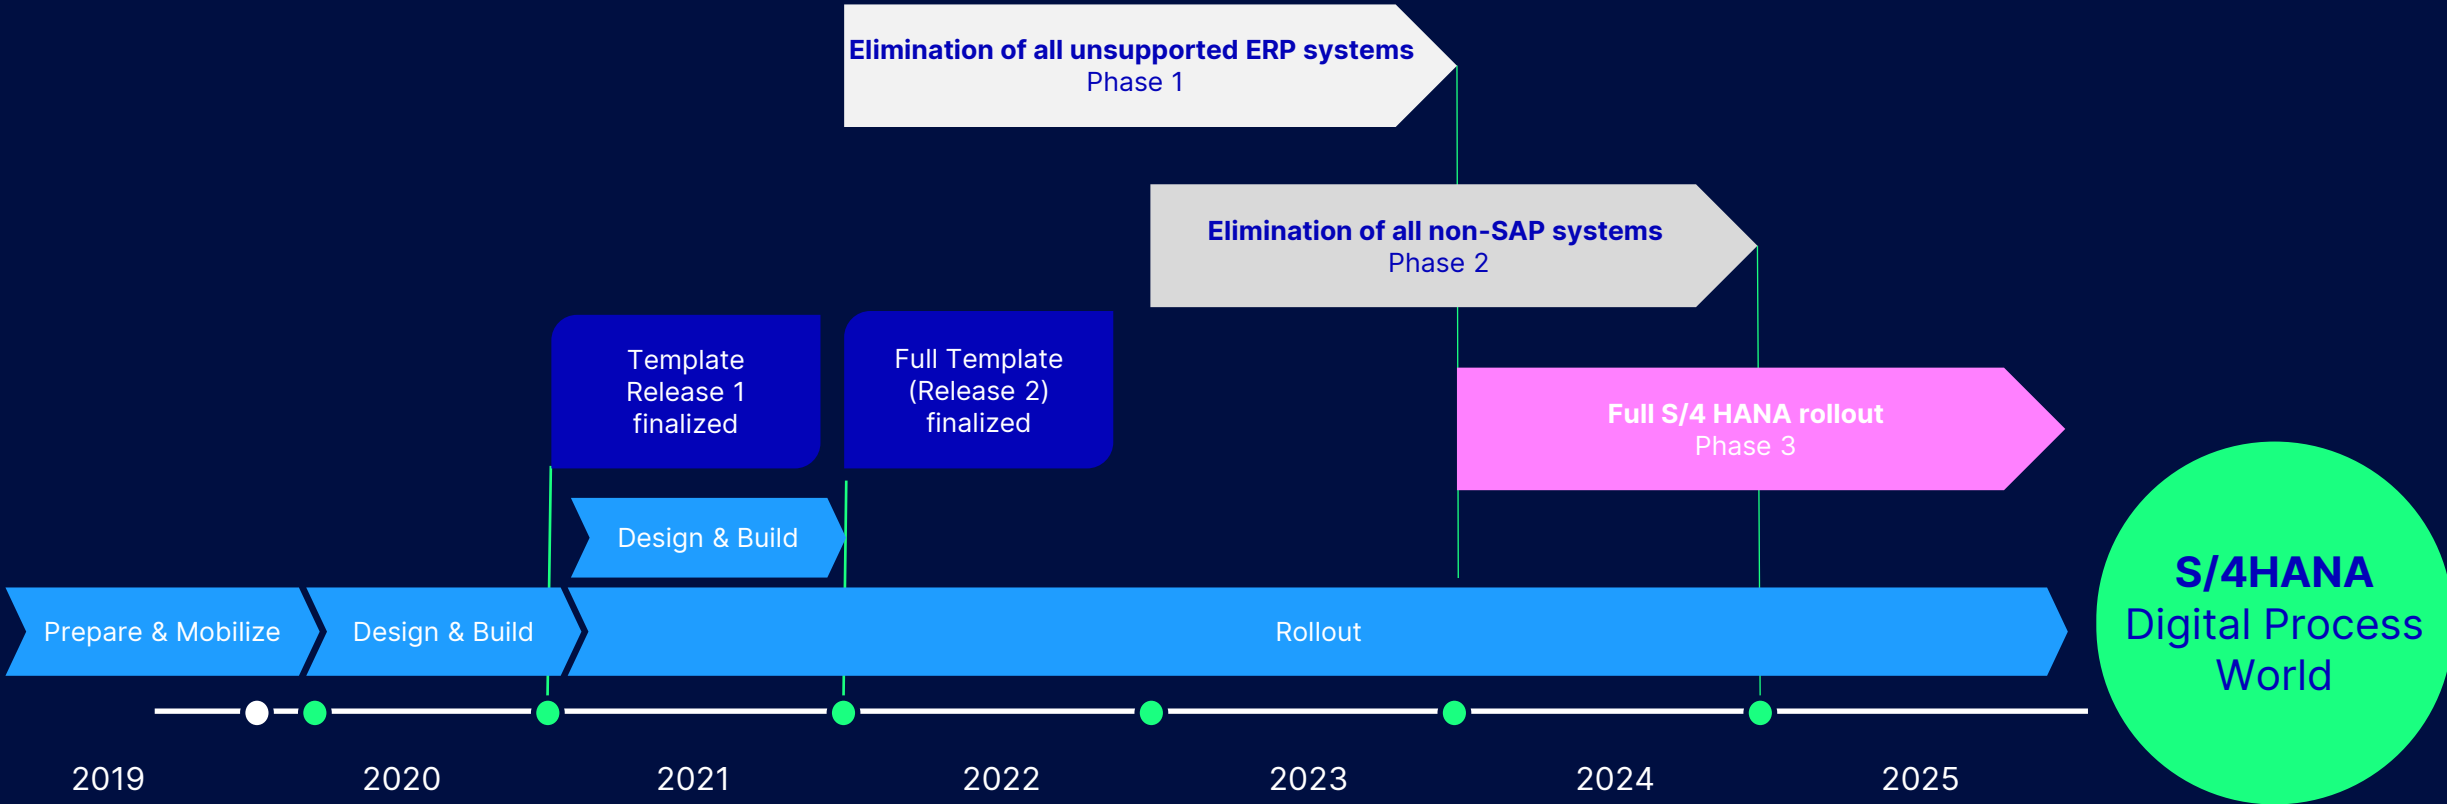 Elimination of all unsupported ERP systems
Phase 1
Elimination of all non-SAP systems
Phase 2
Template
Release 1
finalized
Full Template
(Release 2)
finalized
Full S/4 HANA rollout
Phase 3
Design & Build
Prepare & Mobilize
Design & Build
Rollout
S/4HANA
Digital Process
World
2019
2020
2021
2022
2023
2024
2025